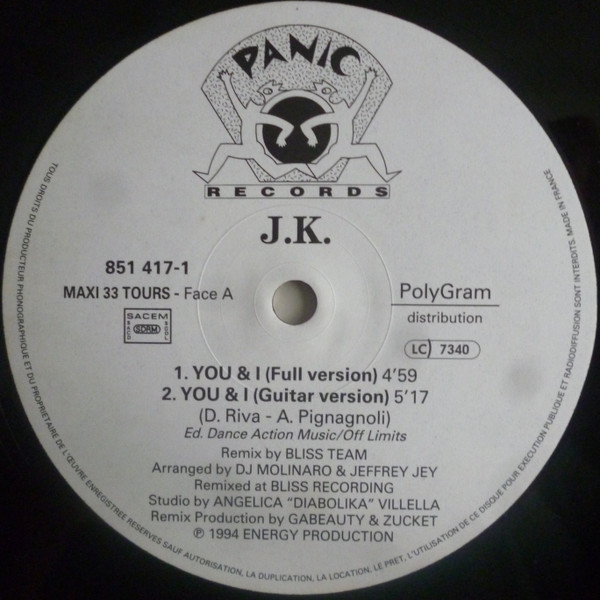 PANIC
RECORDS
J.K.
851 417-1
MAXI 33 TOURS - Face A
SACEM
SACD
SDRM
SCGL
PolyGram
distribution
LC 7340
1. YOU & I (Full version) 4'59
2. YOU & I (Guitar version) 5'17
(D. Riva - A. Pignagnoli)
Ed. Dance Action Music/Off Limits
Remix by BLISS TEAM
Arranged by DJ MOLINARO & JEFFREY JEY
Remixed at BLISS RECORDING
Studio by ANGELICA "DIABOLIKA" VILLELLA
Remix Production by GABEAUTY & ZUCKET
℗ 1994 ENERGY PRODUCTION
TOUS DROITS DU PRODUCTEUR PHONOGRAPHIQUE ET DU PROPRIETAIRE DE L'ŒUVRE ENREGISTREE RESERVES SAUF AUTORISATION, LA DUPLICATION, LA LOCATION, LE PRET, L'UTILISATION DE CE DISQUE POUR EXECUTION PUBLIQUE ET RADIODIFFUSION SONT INTERDITS. MADE IN FRANCE